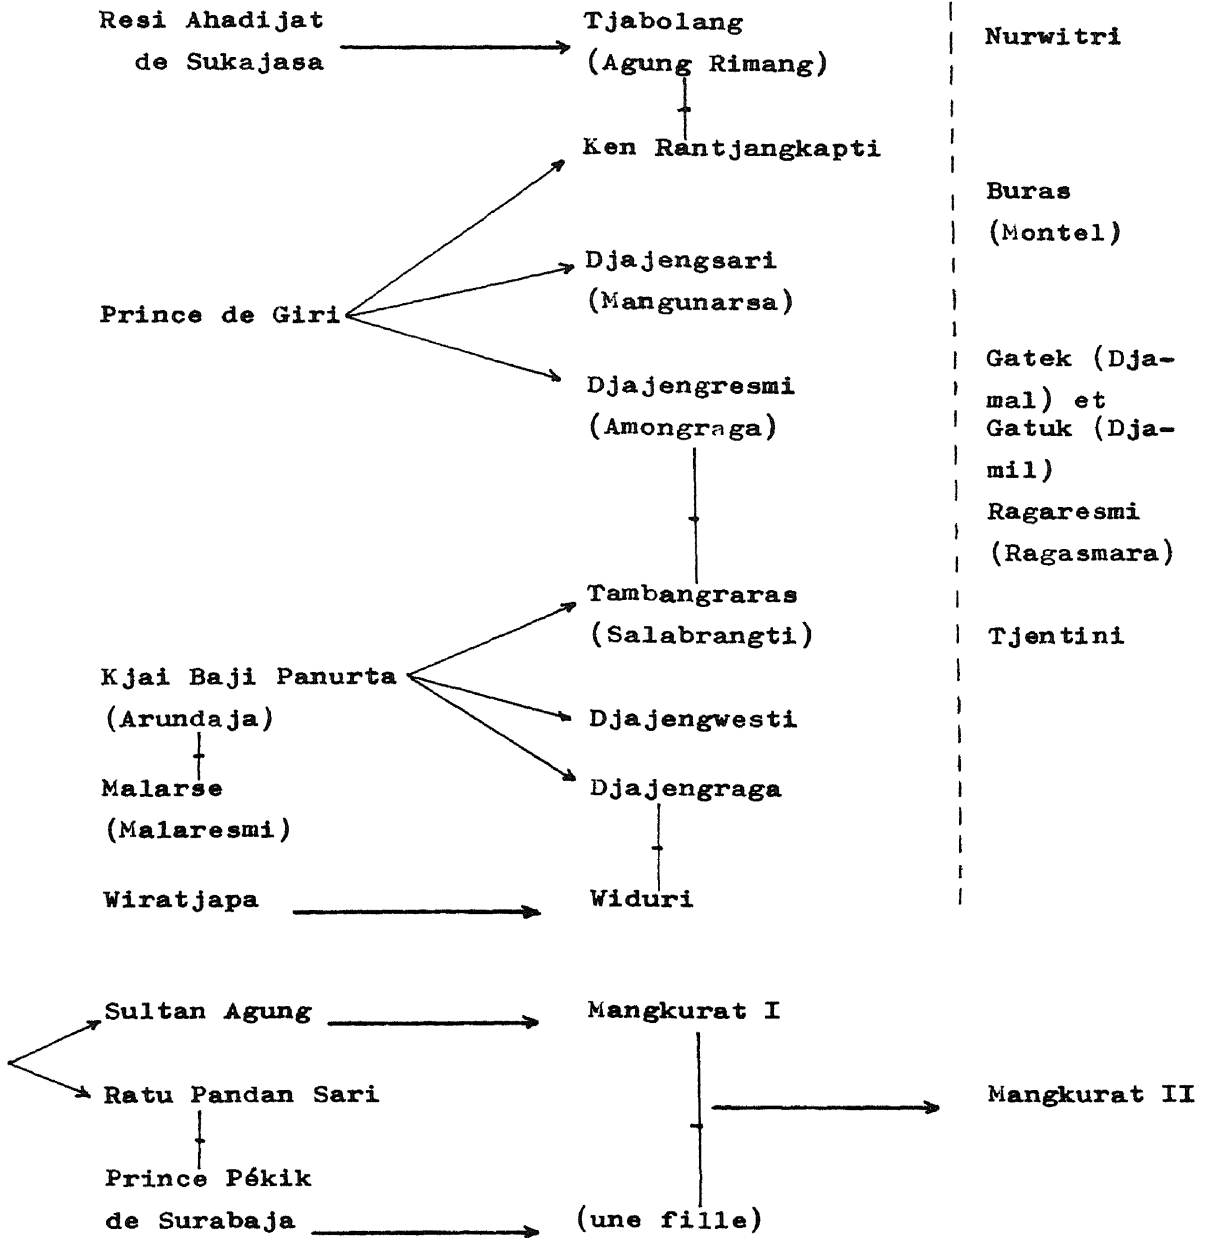 Resi Ahadijat
de Sukajasa
Tjabolang
(Agung Rimang)
Ken Rantjangkapti
Prince de Giri
Djajengsari
(Mangunarsa)
Djajengresmi
(Amongraga)
Tambangraras
(Salabrangti)
Kjai Baji Panurta
(Arundaja)
Malarse
(Malaresmi)
Djajengwesti
Djajengraga
Wiratjapa
Widuri
Nurwitri
Buras
(Montel)
Gatek (Dja-
mal) et
Gatuk (Dja-
mil)
Ragaresmi
(Ragasmara)
Tjentini
Sultan Agung
Mangkurat I
Ratu Pandan Sari
Mangkurat II
Prince Pékik
de Surabaja
(une fille)